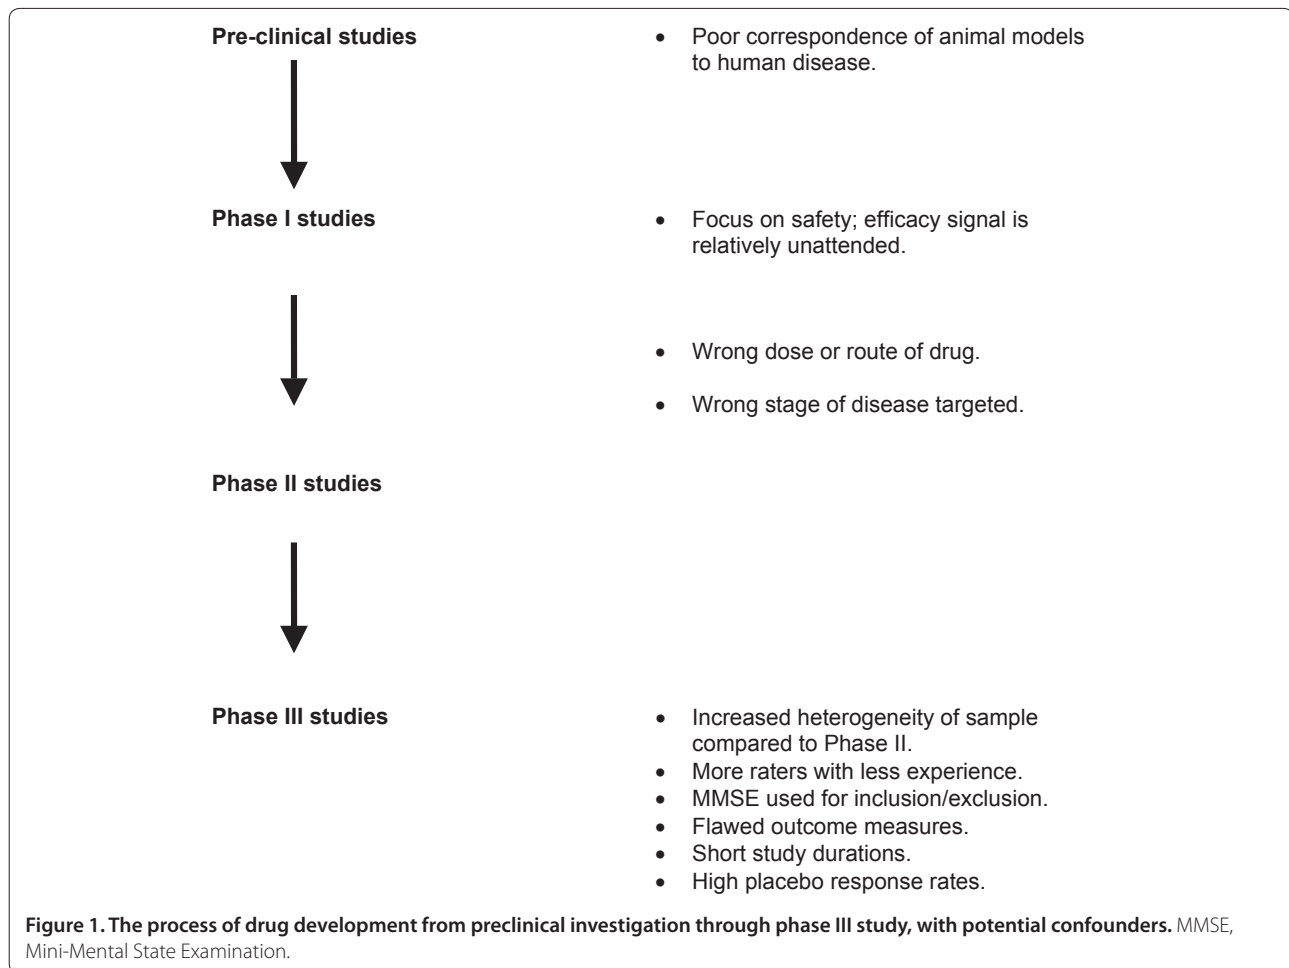 Pre-clinical studies
• Poor correspondence of animal models
to human disease.
Phase I studies
• Focus on safety; efficacy signal is
relatively unattended.
• Wrong dose or route of drug.
• Wrong stage of disease targeted.
Phase II studies
Phase III studies
• Increased heterogeneity of sample
compared to Phase II.
• More raters with less experience.
• MMSE used for inclusion/exclusion.
• Flawed outcome measures.
• Short study durations.
• High placebo response rates.
Figure 1. The process of drug development from preclinical investigation through phase III study, with potential confounders. MMSE,
Mini-Mental State Examination.